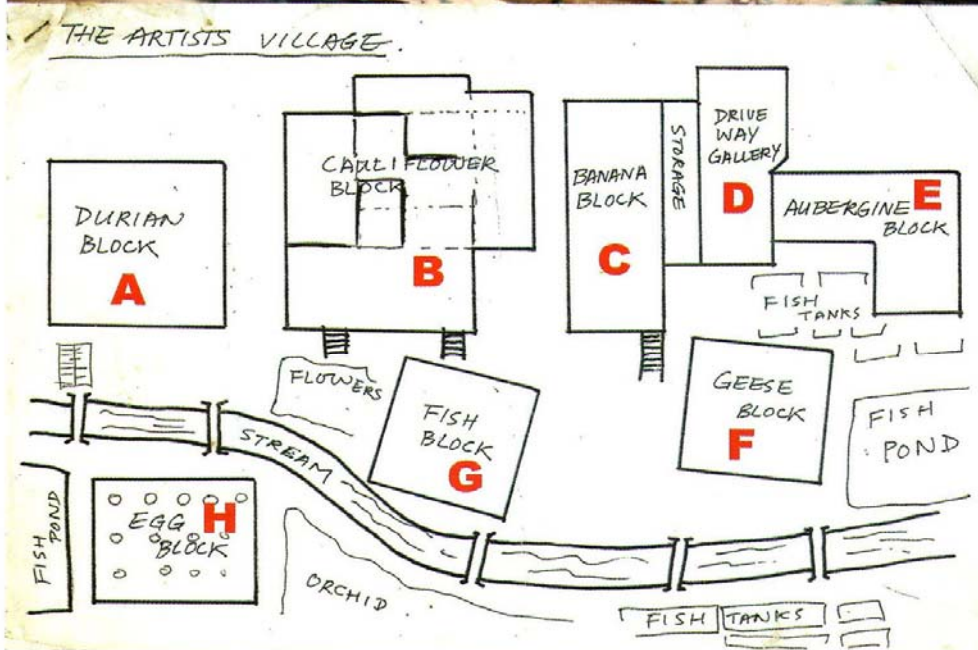 THE ARTISTS VILLAGE.
DURIAN
BLOCK
A
CAULIFLOWER
BLOCK
B
BANANA
BLOCK
C
STORAGE
DRIVE
WAY
GALLERY
D
AUBERGINE E
BLOCK
FISH
TANKS
FLOWERS
FISH
BLOCK
G
GEESE
BLOCK
F
FISH
POND
STREAM
FISH
POND
EGG H
BLOCK
ORCHID
FISH TANKS